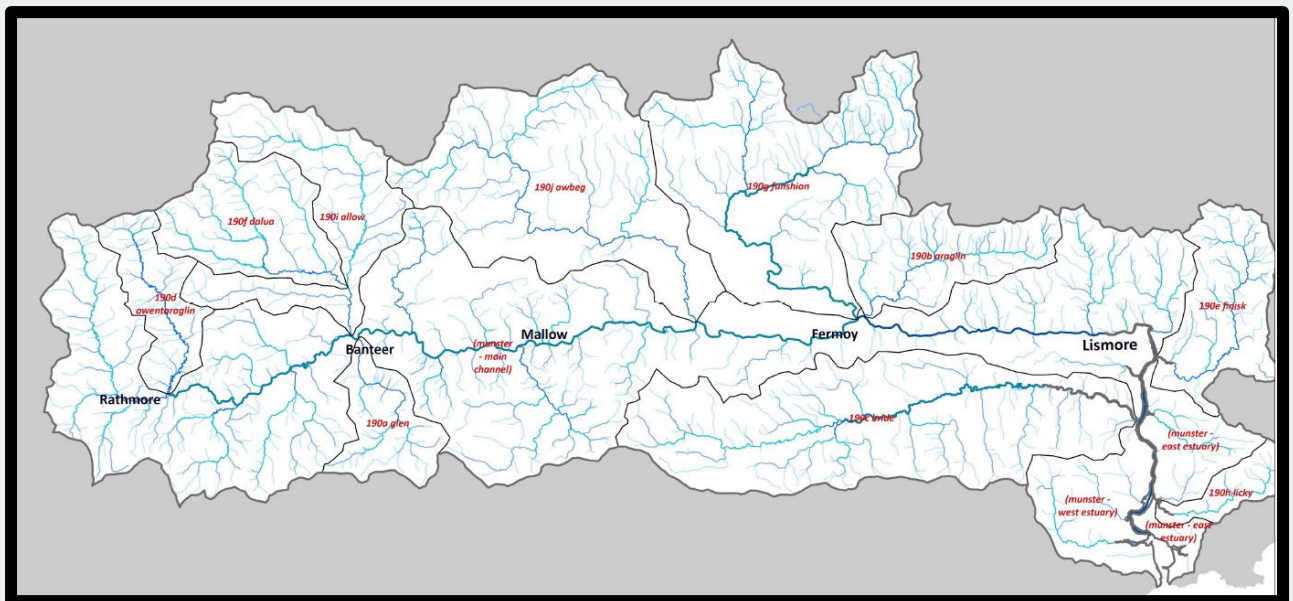 190j awbeg
190g funshion
190f dalua
190i allow
190b araglin
190d
owentaraglin
190e finisk
Mallow
Fermoy
Banteer
(munster
- main
channel)
Lismore
Rathmore
190a glen
190c bride
(munster -
east estuary)
190h licky
(munster -
west estuary)
(munster - east
estuary)